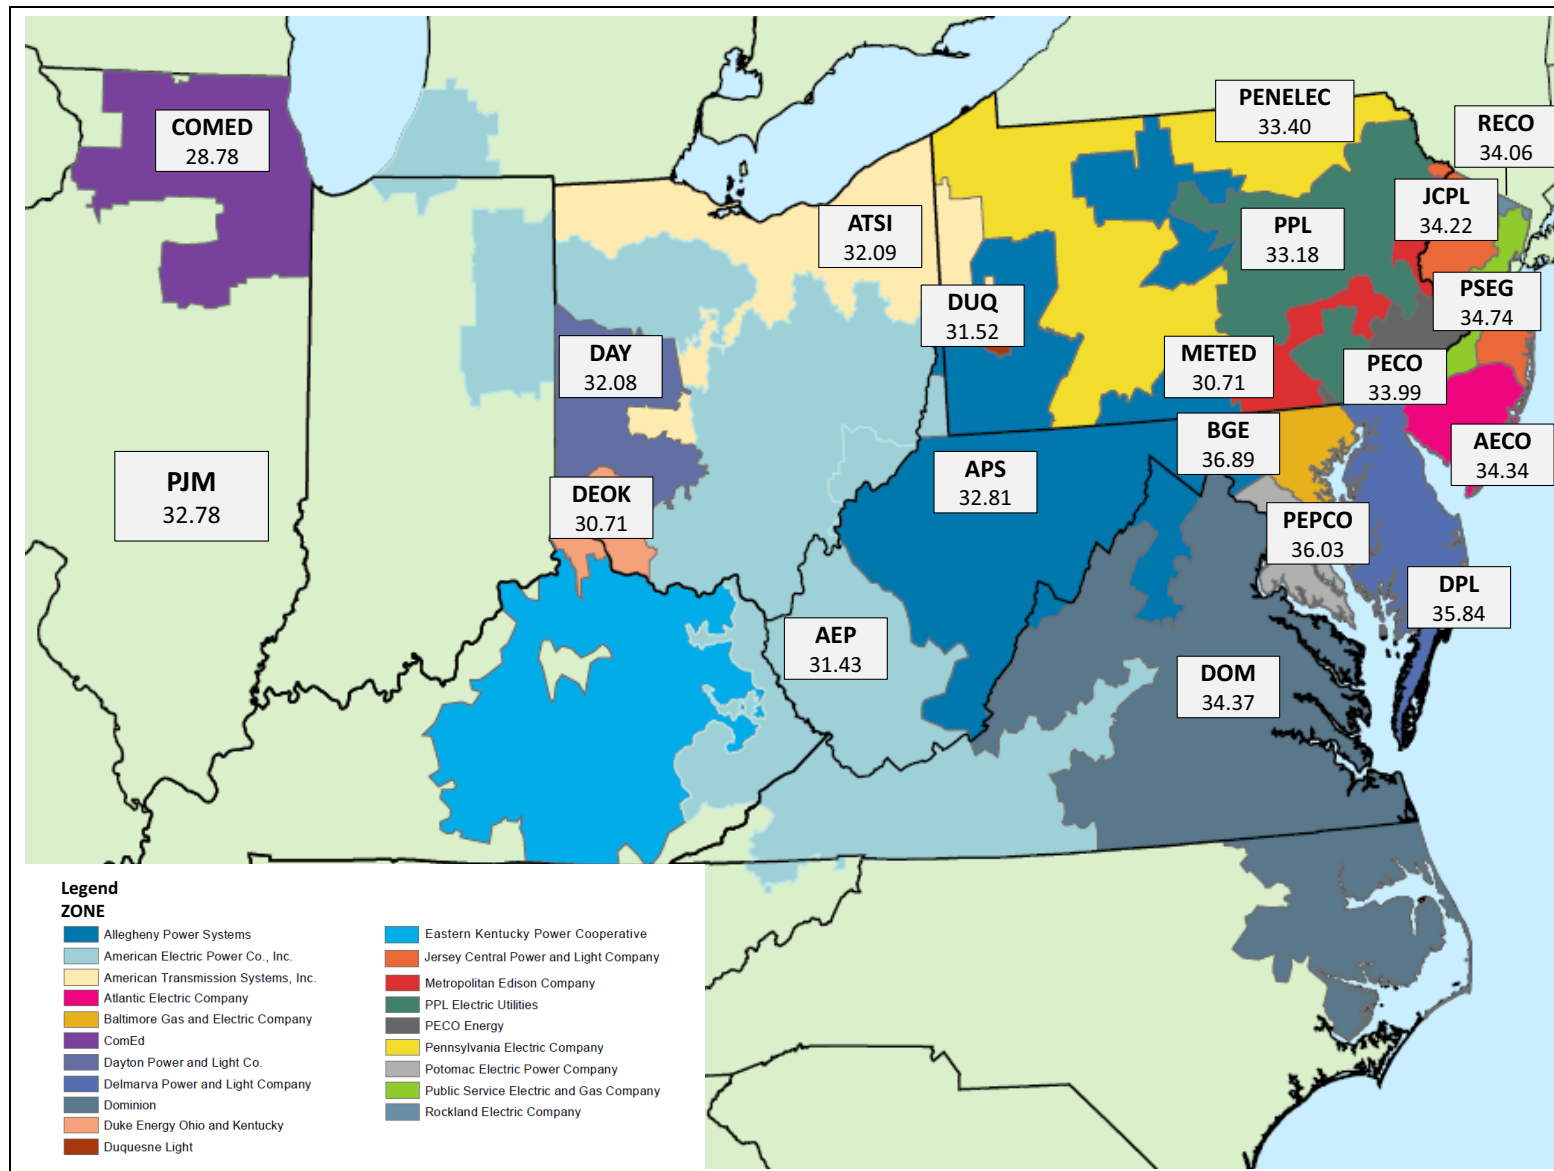 PENELEC
33.40
COMED
28.78
RECO
34.06
JCPL
34.22
ATSI
32.09
PPL
33.18
DUQ
31.52
PSEG
34.74
DAY
32.08
METED
30.71
PECO
33.99
BGE
36.89
AECO
34.34
APS
32.81
PJM
32.78
DEOK
30.71
PEPCO
36.03
DPL
35.84
AEP
31.43
DOM
34.37
Legend
ZONE
Allegheny Power Systems
American Electric Power Co., Inc.
American Transmission Systems, Inc.
Atlantic Electric Company
Baltimore Gas and Electric Company
ComEd
Dayton Power and Light Co.
Delmarva Power and Light Company
Dominion
Duke Energy Ohio and Kentucky
Duquesne Light
Eastern Kentucky Power Cooperative
Jersey Central Power and Light Company
Metropolitan Edison Company
PPL Electric Utilities
PECO Energy
Pennsylvania Electric Company
Potomac Electric Power Company
Public Service Electric and Gas Company
Rockland Electric Company